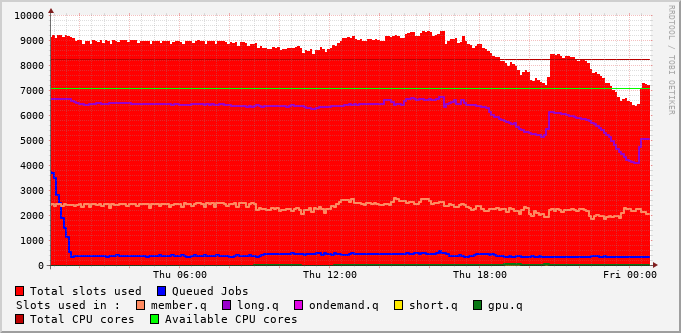 10000
9000
8000
7000
6000
5000
4000
3000
2000
1000
0
Thu 06:00 Thu 12:00 Thu 18:00 Fri 00:00
Total slots used Queued Jobs
Slots used in : member.q long.q ondemand.q short.q gpu.q
Total CPU cores Available CPU cores
RRDTOOL / TOBI OETIKER